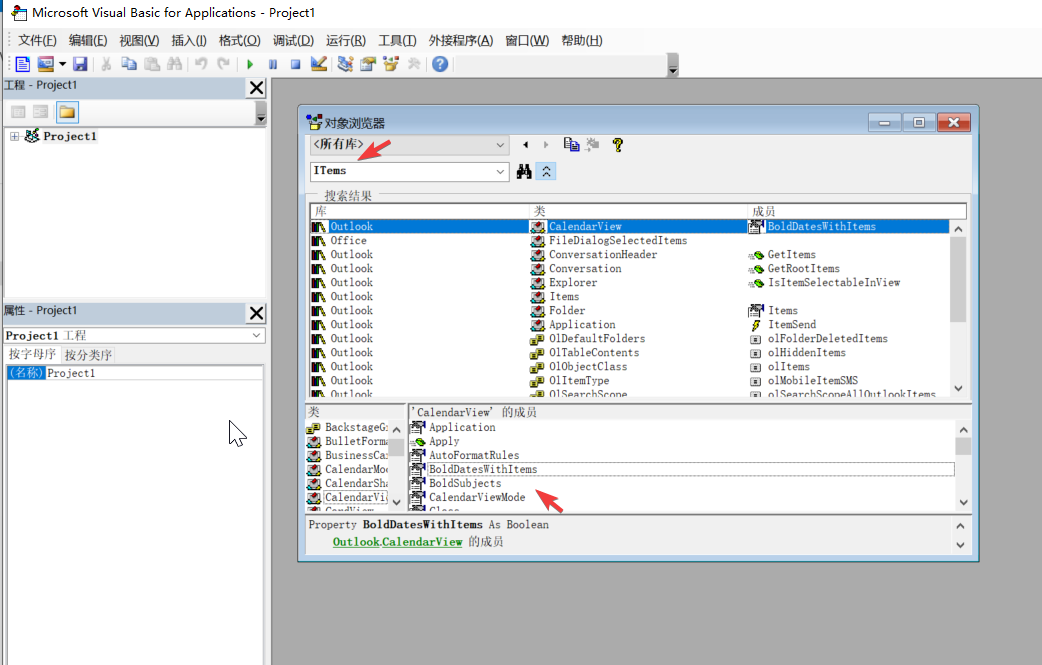 Microsoft Visual Basic for Applications - Project1
文件(F) 编辑(E) 视图(V) 插入(I) 格式(O) 调试(D) 运行(R) 工具(T) 外接程序(A) 窗口(W) 帮助(H)
工程 - Project1
Project1
属性 - Project1
Project1 工程
按字母序 按分类序
(名称) Project1
对象浏览器
<所有库>
ITems
搜索结果
库 类 成员
Outlook CalendarView BoldDatesWithItems
Office FileDialogSelectedItems
Outlook ConversationHeader GetItems
Outlook Conversation GetRootItems
Outlook Explorer IsItemSelectableInView
Outlook Items
Outlook Folder Items
Outlook Application ItemSend
Outlook OlDefaultFolders olFolderDeletedItems
Outlook OlTableContents olHiddenItems
Outlook OlObjectClass olItems
Outlook OlItemType olMobileItemSMS
Outlook OlSearchScope olSearchScopeAllOutlookItems
类 'CalendarView' 的成员
BackstageG Application
BulletForma Apply
BusinessCa AutoFormatRules
CalendarMo BoldDatesWithItems
CalendarSha BoldSubjects
CalendarVi CalendarViewMode
CardView Class
Property BoldDatesWithItems As Boolean
Outlook.CalendarView 的成员